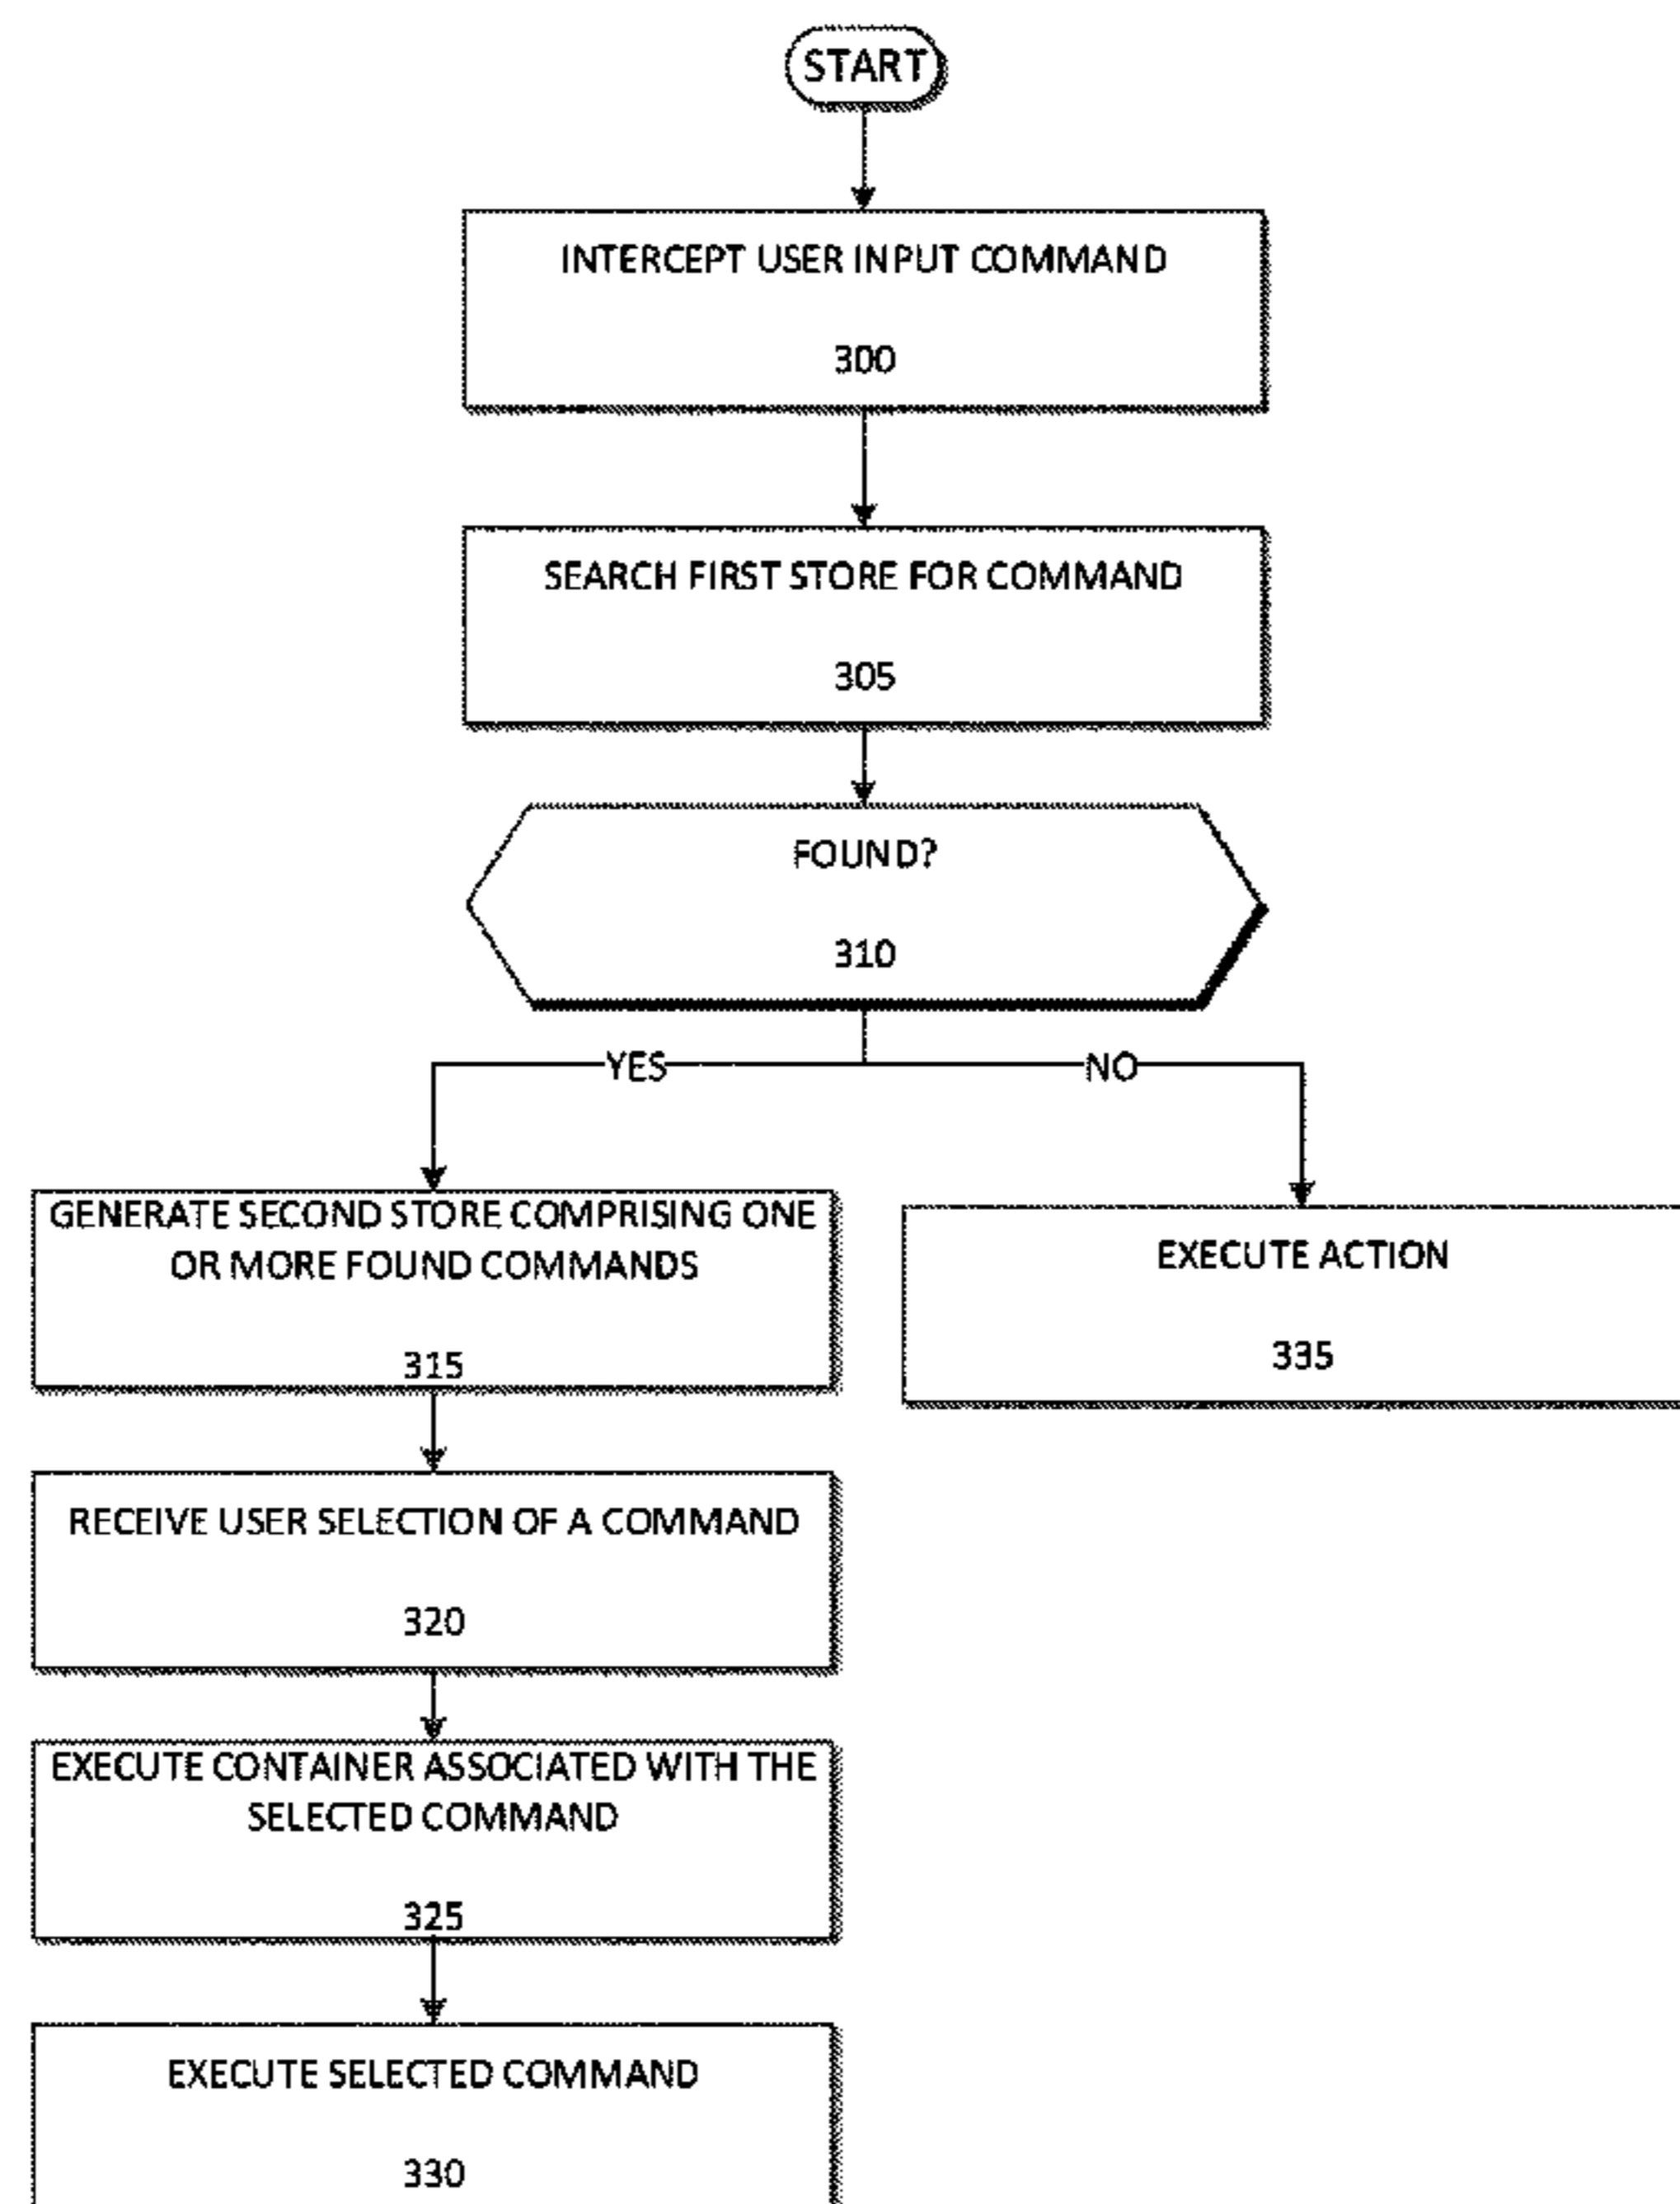 START
INTERCEPT USER INPUT COMMAND
300
SEARCH FIRST STORE FOR COMMAND
305
FOUND?
310
YES
NO
GENERATE SECOND STORE COMPRISING ONE
OR MORE FOUND COMMANDS
315
EXECUTE ACTION
335
RECEIVE USER SELECTION OF A COMMAND
320
EXECUTE CONTAINER ASSOCIATED WITH THE
SELECTED COMMAND
325
EXECUTE SELECTED COMMAND
330